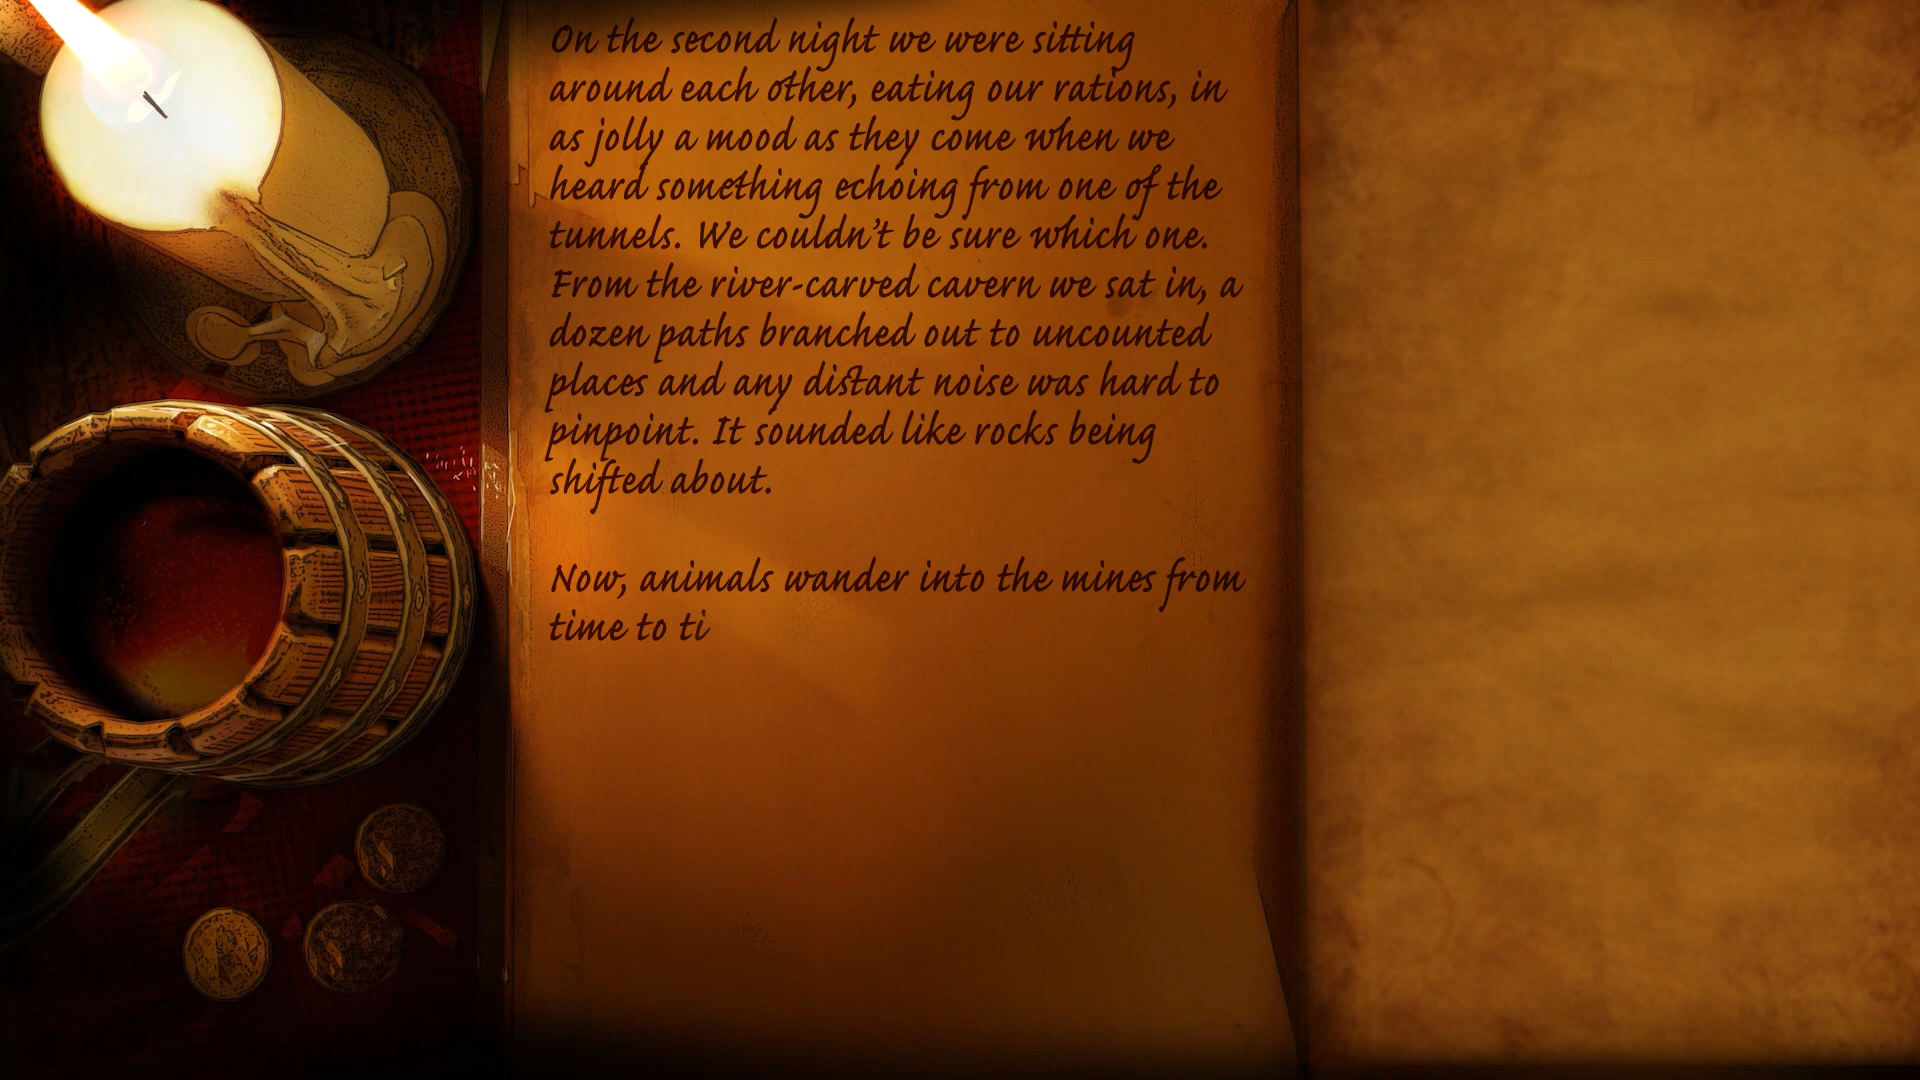 On the second night we were sitting
around each other, eating our rations, in
as jolly a mood as they come when we
heard something echoing from one of the
tunnels. We couldn't be sure which one.
From the river-carved cavern we sat in, a
dozen paths branched out to uncounted
places and any distant noise was hard to
pinpoint. It sounded like rocks being
shifted about.
Now, animals wander into the mines from
time to ti